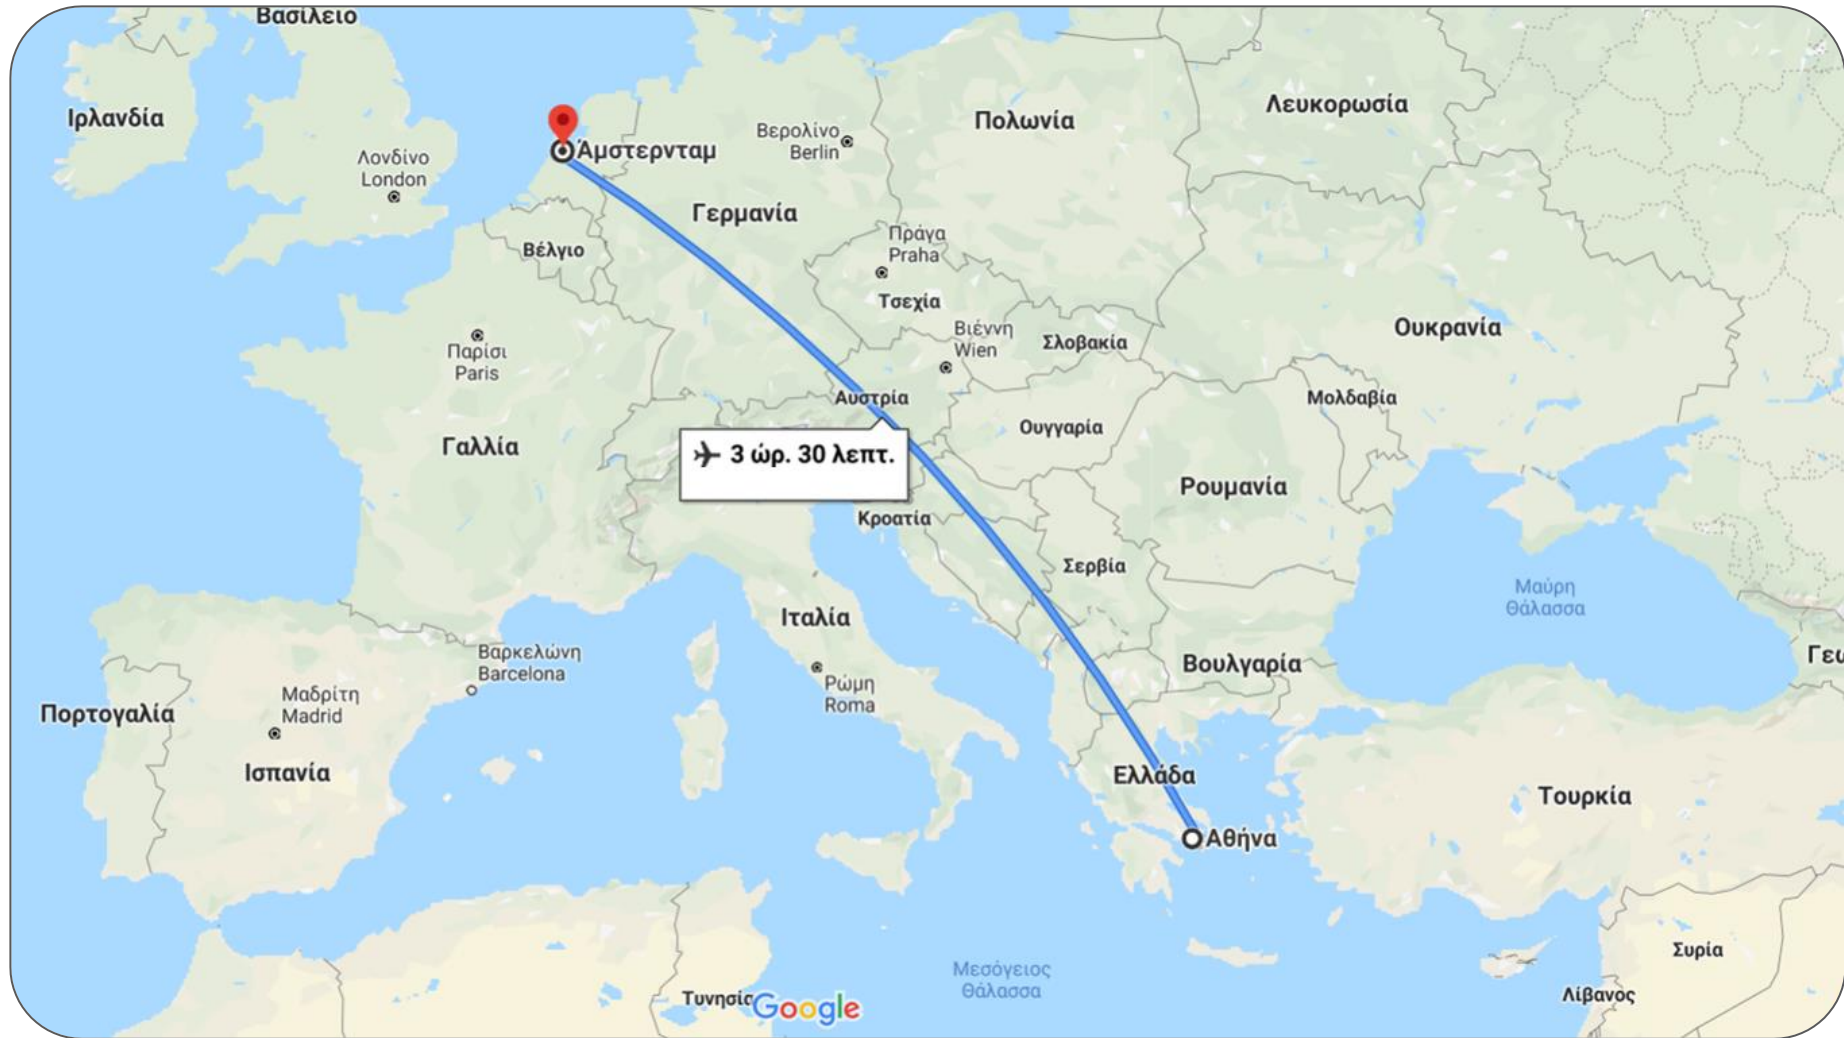 Βασίλειο
Ιρλανδία
Λονδίνο
London
Άμστερνταμ
Βερολίνο
Berlin
Πολωνία
Λευκορωσία
Γερμανία
Βέλγιο
Πράγα
Praha
Τσεχία
Βιέννη
Wien
Σλοβακία
Ουκρανία
Παρίσι
Paris
Αυστρία
Ουγγαρία
Μολδαβία
Γαλλία
3 ώρ. 30 λεπτ.
Ρουμανία
Κροατία
Σερβία
Μαύρη
Θάλασσα
Ιταλία
Βαρκελώνη
Barcelona
Βουλγαρία
Γεω
Ρώμη
Roma
Μαδρίτη
Madrid
Πορτογαλία
Ισπανία
Ελλάδα
Τουρκία
Αθήνα
Συρία
Μεσόγειος
Θάλασσα
Λίβανος
Τυνησία
Google